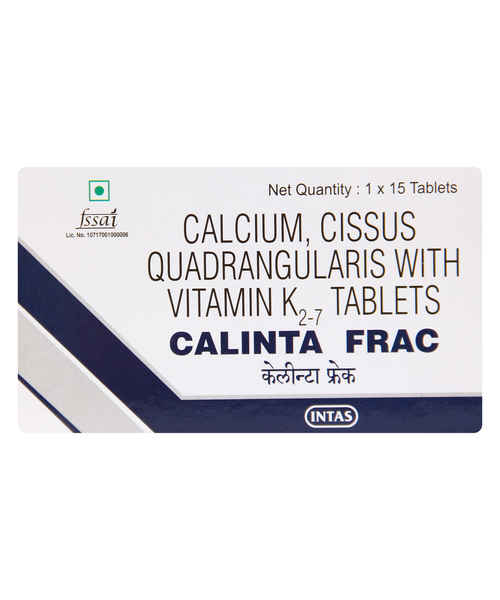 Net Quantity : 1 x 15 Tablets
fssai
Lic. No. 10717001000006
CALCIUM, CISSUS
QUADRANGULARIS WITH
VITAMIN K2-7 TABLETS
CALINTA FRAC
केलीन्टा फ्रेक
INTAS